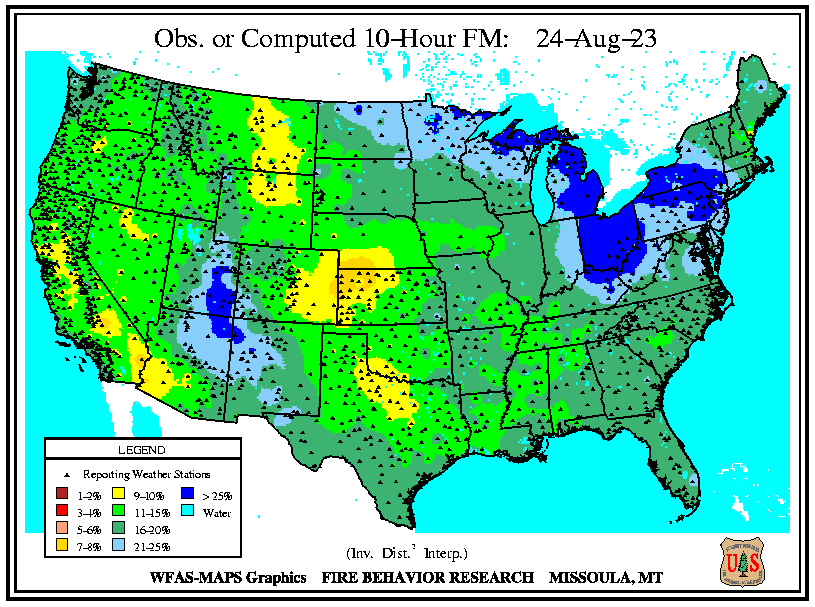 Obs. or Computed 10-Hour FM: 24-Aug-23
LEGEND
Reporting Weather Stations
1-2% 9-10% > 25%
3-4% 11-15% Water
5-6% 16-20%
7-8% 21-25%
(Inv. Dist.² Interp.)
WFAS-MAPS Graphics FIRE BEHAVIOR RESEARCH MISSOULA, MT
U S